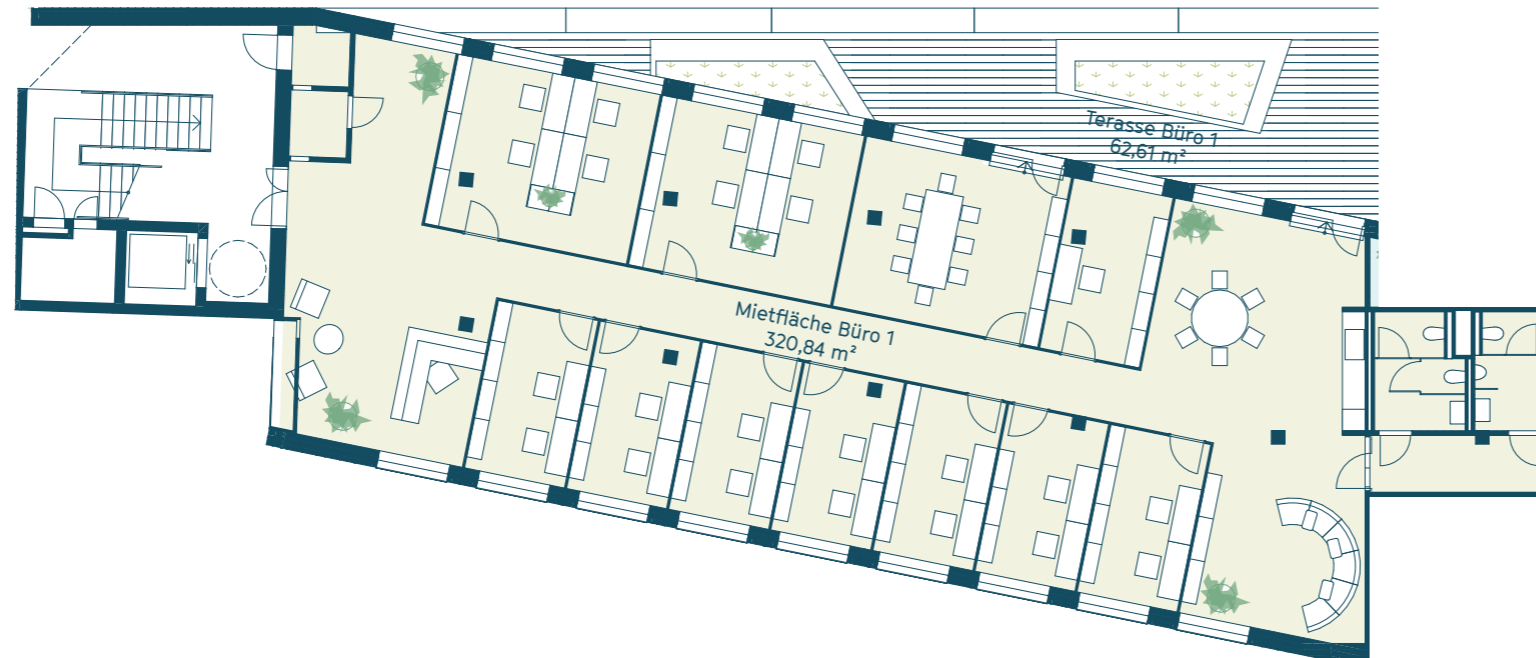 Terasse Büro 1
62,61 m²
Mietfläche Büro 1
320,84 m²